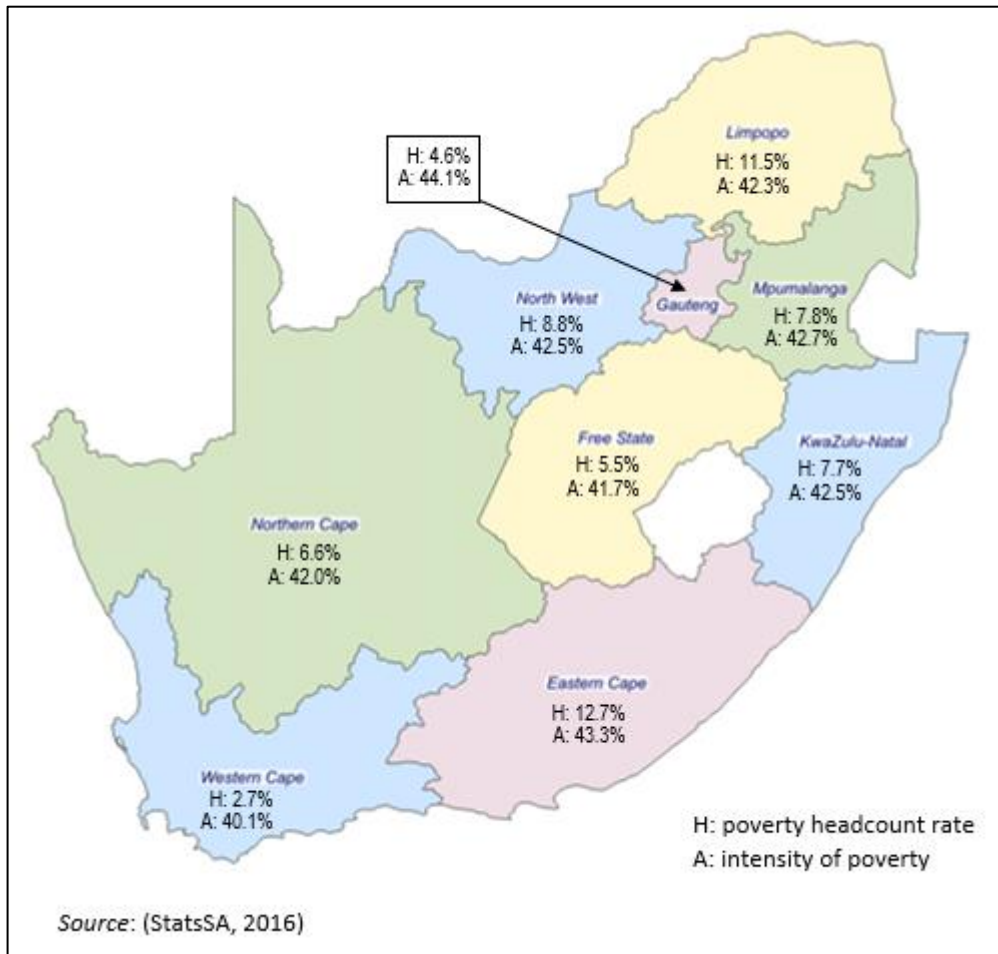 Limpopo
H: 11.5%
A: 42.3%
H: 4.6%
A: 44.1%
North West
H: 8.8%
A: 42.5%
Gauteng
Mpumalanga
H: 7.8%
A: 42.7%
Free State
H: 5.5%
A: 41.7%
KwaZulu-Natal
H: 7.7%
A: 42.5%
Northern Cape
H: 6.6%
A: 42.0%
Eastern Cape
H: 12.7%
A: 43.3%
Western Cape
H: 2.7%
A: 40.1%
H: poverty headcount rate
A: intensity of poverty
Source: (StatsSA, 2016)